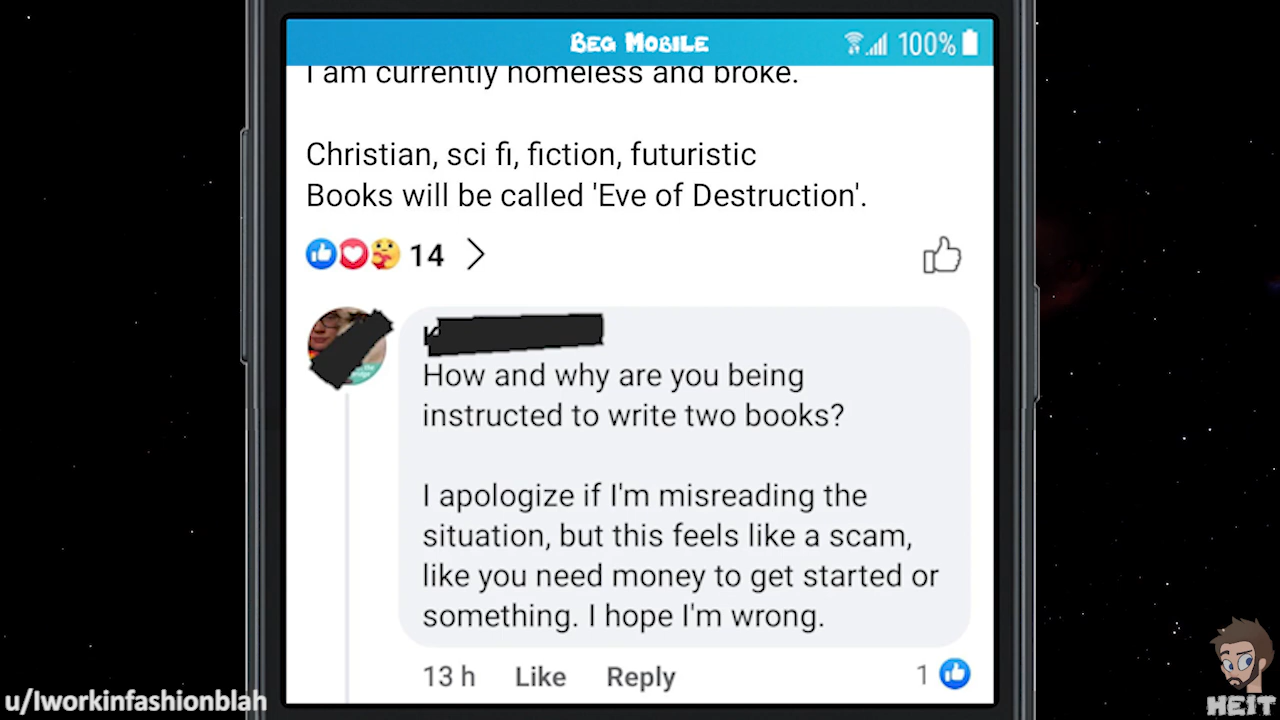 BEG MOBILE
100%
I am currently homeless and broke.
Christian, sci fi, fiction, futuristic
Books will be called 'Eve of Destruction'.
14
K
How and why are you being
instructed to write two books?
I apologize if I'm misreading the
situation, but this feels like a scam,
like you need money to get started or
something. I hope I'm wrong.
13 h Like Reply 1
u/Iworkinfashionblah
HEIT